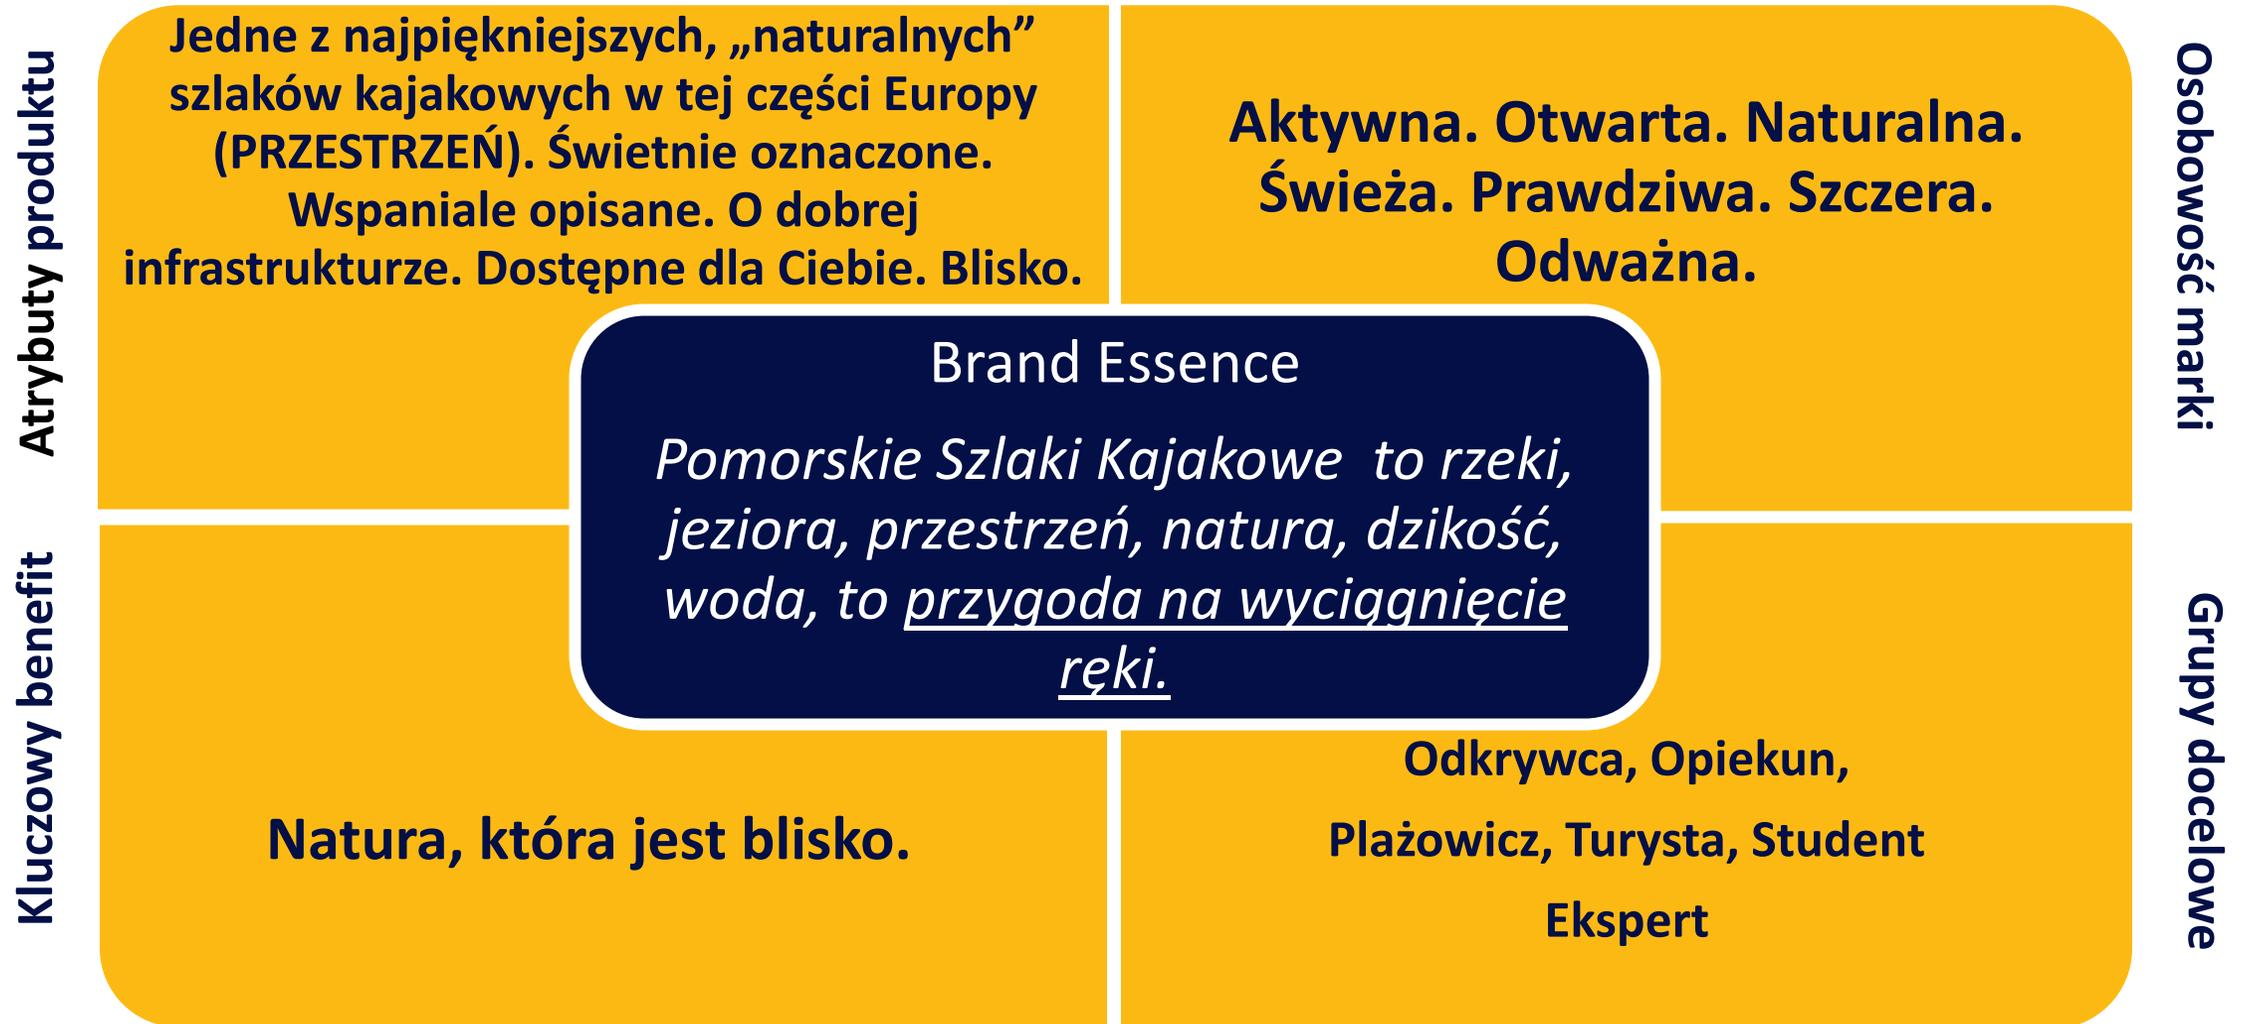 Atrybuty produktu
Jedne z najpiękniejszych, „naturalnych”
szlaków kajakowych w tej części Europy
(PRZESTRZEŃ). Świetnie oznaczone.
Wspaniale opisane. O dobrej
infrastrukturze. Dostępne dla Ciebie. Blisko.
Aktywna. Otwarta. Naturalna.
Świeża. Prawdziwa. Szczera.
Odważna.
Osobowość marki
Brand Essence
Pomorskie Szlaki Kajakowe  to rzeki,
jeziora, przestrzeń, natura, dzikość,
woda, to przygoda na wyciągnięcie
ręki.
Kluczowy benefit
Natura, która jest blisko.
Odkrywca, Opiekun,
Plażowicz, Turysta, Student
Ekspert
Grupy docelowe